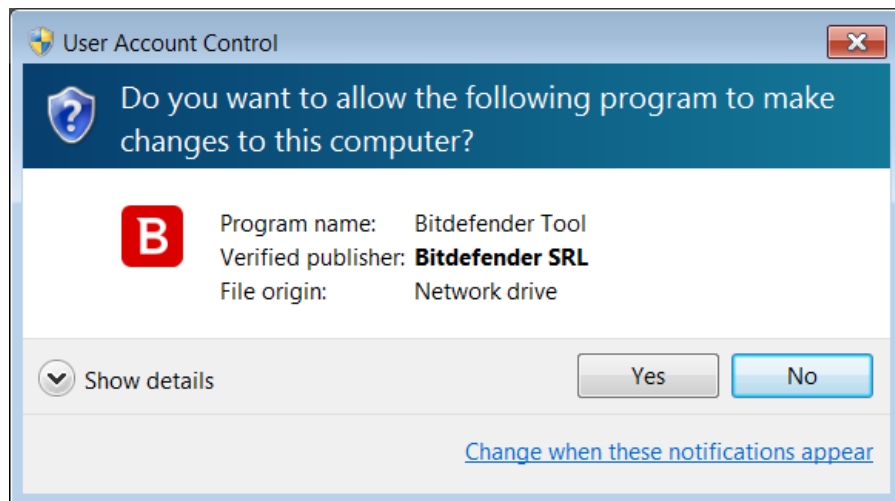 User Account Control
Do you want to allow the following program to make
changes to this computer?
B
Program name: Bitdefender Tool
Verified publisher: Bitdefender SRL
File origin: Network drive
Show details
Yes
No
Change when these notifications appear